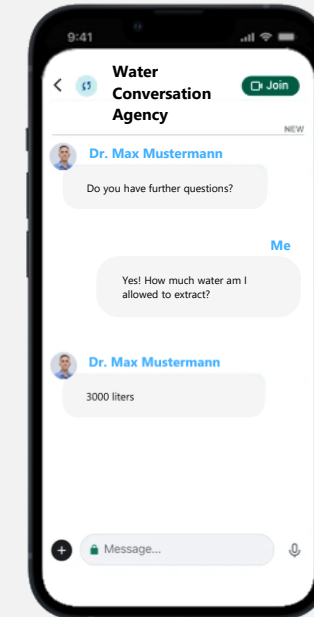 9:41
Water
Conversation
Agency
Join
NEW
Dr. Max Mustermann
Do you have further questions?
Me
Yes! How much water am I
allowed to extract?
Dr. Max Mustermann
3000 liters
Message...